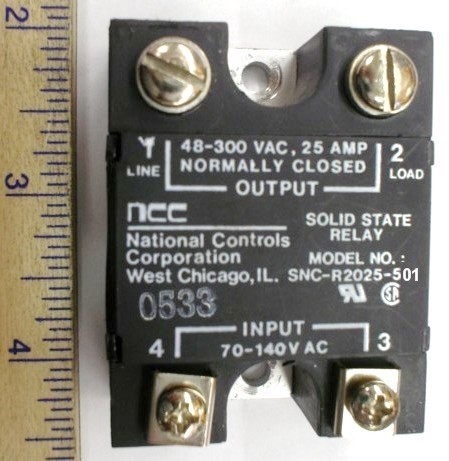 2
3
4
48-300 VAC, 25 AMP
NORMALLY CLOSED
OUTPUT
LINE
2
LOAD
ncc
National Controls
Corporation
West Chicago, IL.
SOLID STATE
RELAY
MODEL NO. :
SNC-R2025-501
0533
INPUT
4
70-140V AC
3